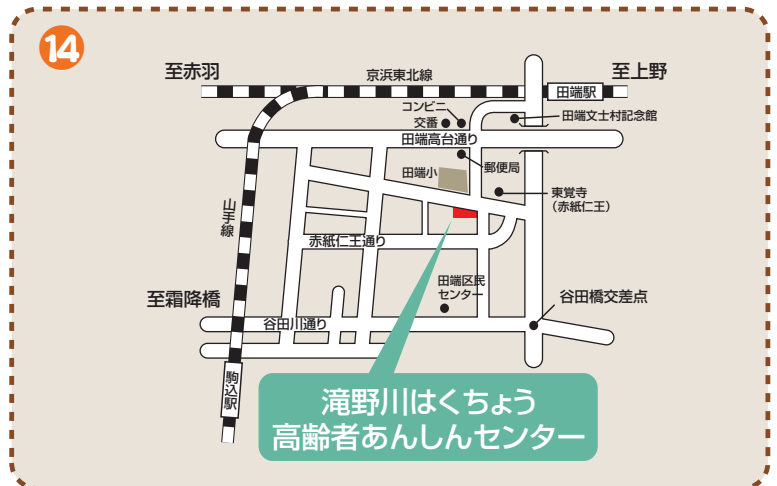 14
至赤羽
京浜東北線
至上野
田端駅
コンビニ
交番
田端文士村記念館
田端高台通り
郵便局
田端小
東覚寺
（赤紙仁王）
山手線
赤紙仁王通り
田端区民
センター
至霜降橋
谷田橋交差点
谷田川通り
駒込駅
滝野川はくちょう
高齢者あんしんセンター